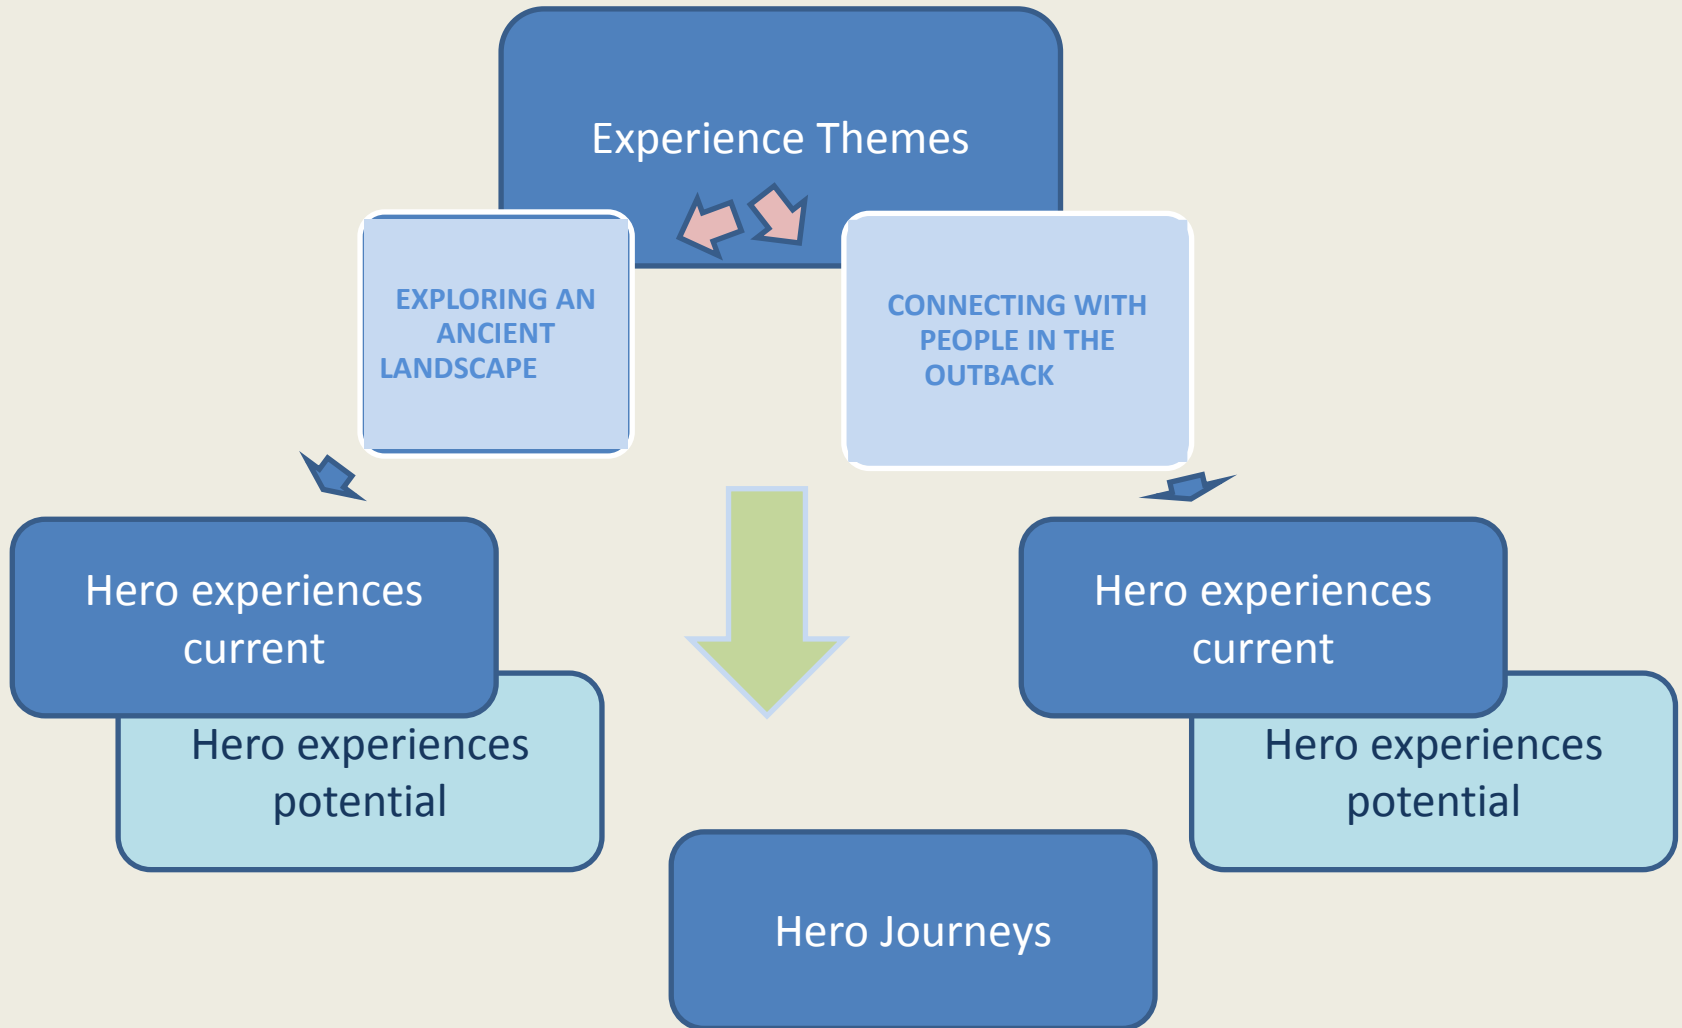 Experience Themes
EXPLORING AN
ANCIENT
LANDSCAPE
CONNECTING WITH
PEOPLE IN THE
OUTBACK
Hero experiences
current
Hero experiences
potential
Hero experiences
current
Hero experiences
potential
Hero Journeys